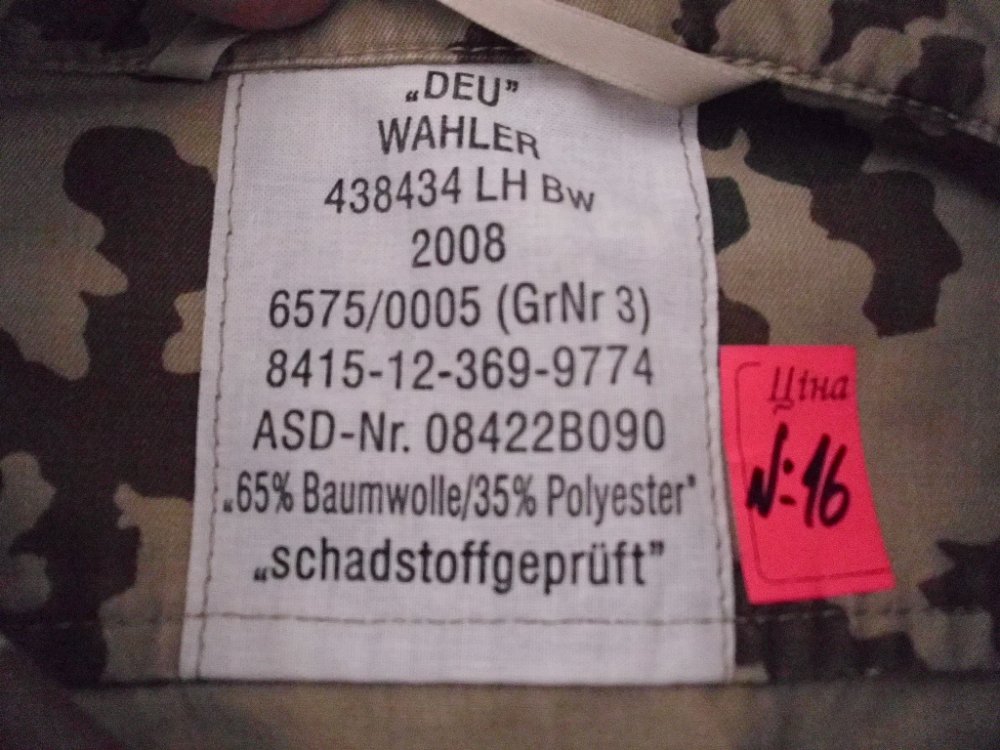 „DEU”
WAHLER
438434 LH Bw
2008
6575/0005 (GrNr 3)
8415-12-369-9774
ASD-Nr. 08422B090
„65% Baumwolle/35% Polyester”
„schadstoffgeprüft”
Ціна
№:16